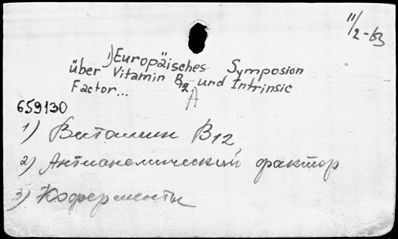 11/2-63
1) Europäisches Symposion
über Vitamin B12 und Intrinsic
Factor...
659130
1) Витамин B12
2) Антианемический фактор
3) Коферменты